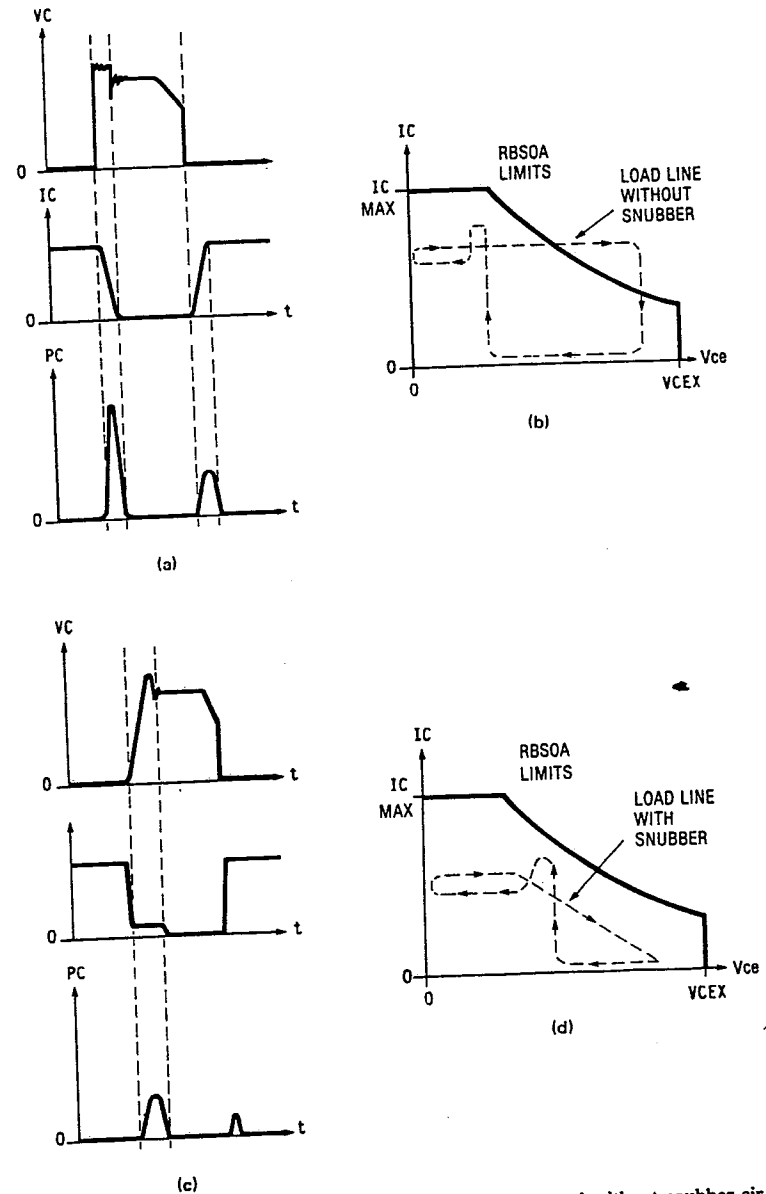 VC
0
IC
0
t
PC
0
t
(a)
IC
RBSOA
LIMITS
IC
MAX
LOAD LINE
WITHOUT
SNUBBER
0
Vce
0
VCEX
(b)
VC
0
t
0
t
PC
0
t
(c)
IC
RBSOA
LIMITS
IC
MAX
LOAD LINE
WITH
SNUBBER
0
Vce
0
VCEX
(d)